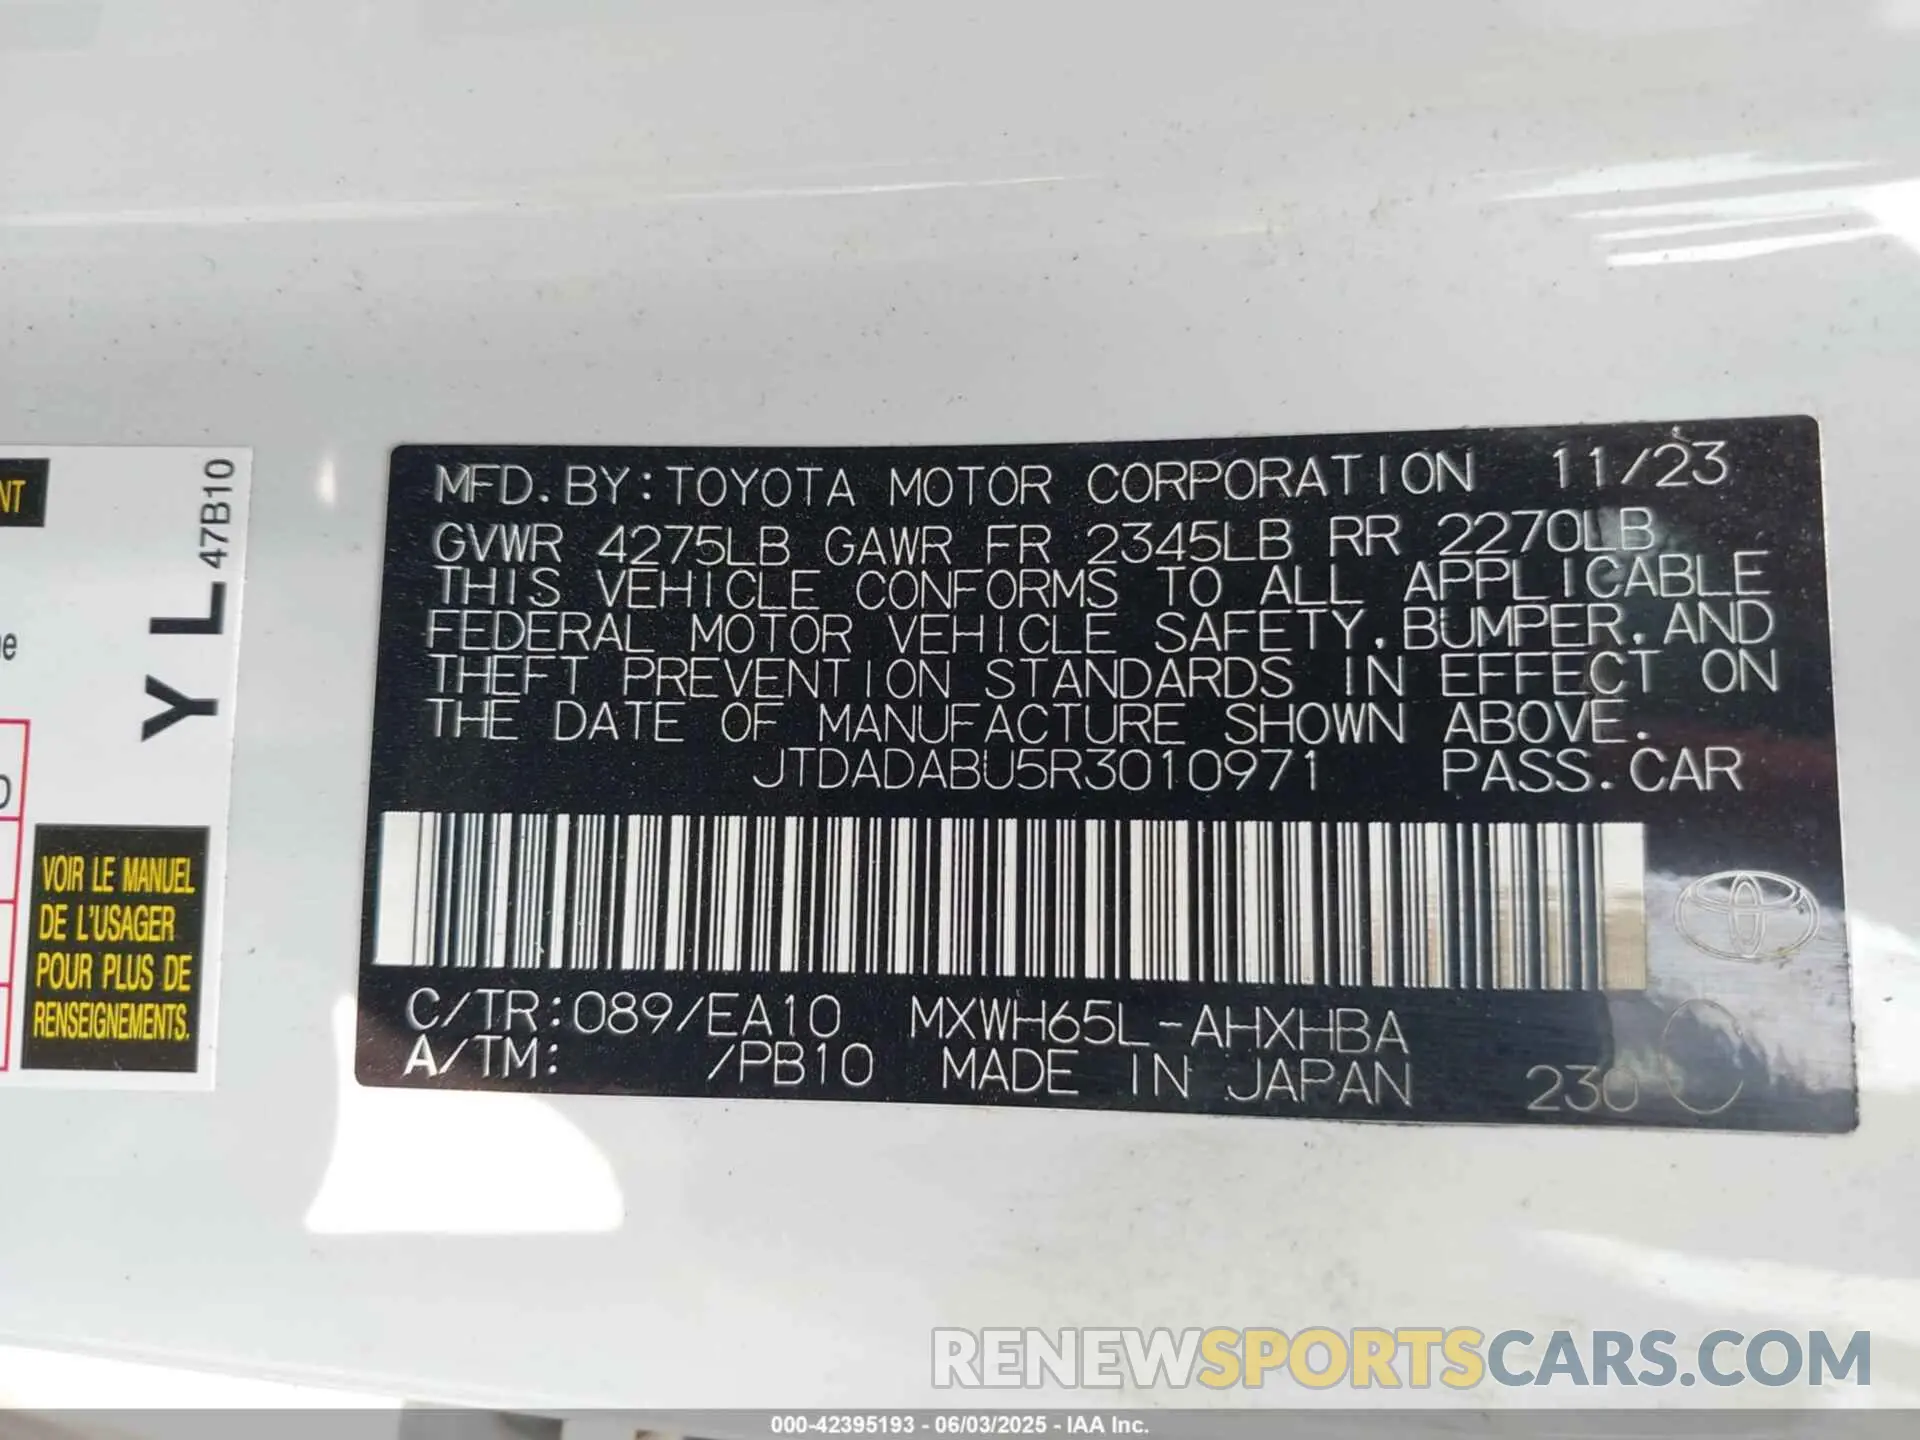 NT
47B10
Y L
ne
VOIR LE MANUEL
DE L'USAGER
POUR PLUS DE
RENSEIGNEMENTS.
MFD. BY: TOYOTA MOTOR CORPORATION 11/23
GVWR 4275LB GAWR FR 2345LB RR 2270LB
THIS VEHICLE CONFORMS TO ALL APPLICABLE
FEDERAL MOTOR VEHICLE SAFETY, BUMPER, AND
THEFT PREVENTION STANDARDS IN EFFECT ON
THE DATE OF MANUFACTURE SHOWN ABOVE.
JTDADABU5R3010971 PASS. CAR
C/TR: 089/EA10 MXWH65L-AHXHBA
A/TM: /PB10 MADE IN JAPAN 230
RENEWSPORTSCARS.COM
000-42395193 - 06/03/2025 - IAA Inc.